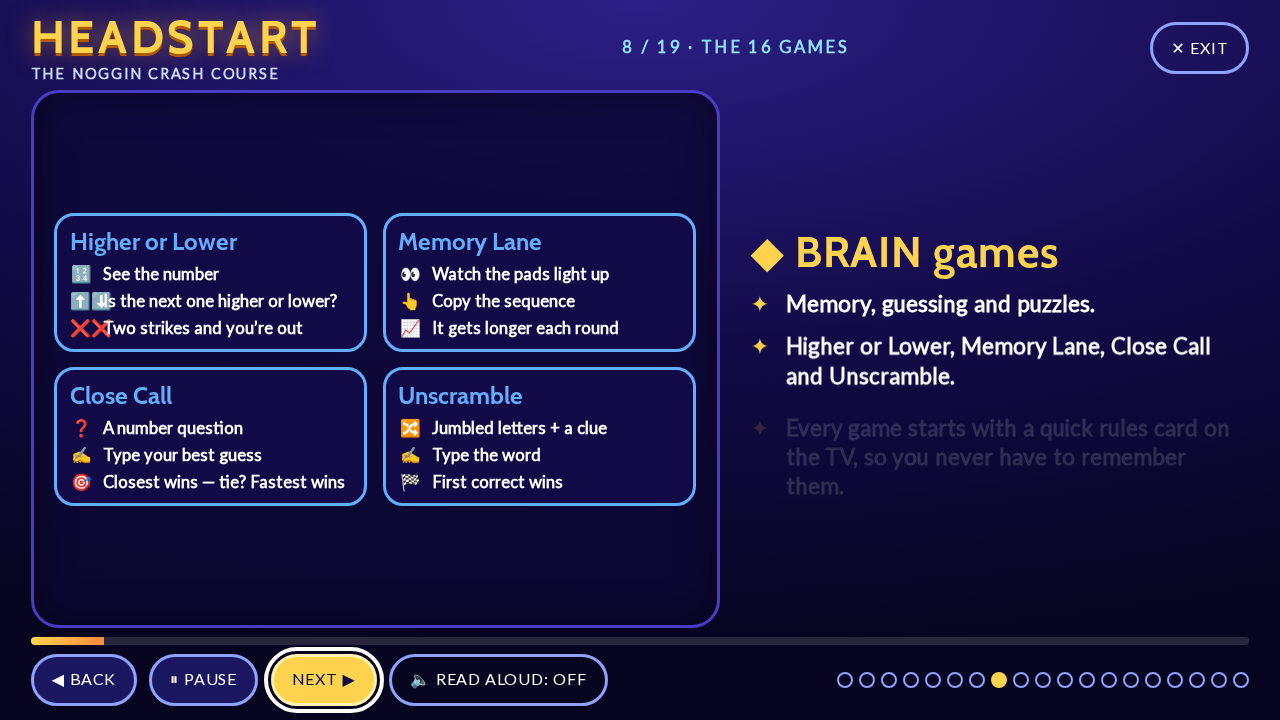 HEADSTART
THE NOGGIN CRASH COURSE
8 / 19 · THE 16 GAMES
✕ EXIT
Higher or Lower
🔢 See the number
⬆️⬇️ Is the next one higher or lower?
❌❌ Two strikes and you're out
Memory Lane
👀 Watch the pads light up
👆 Copy the sequence
📈 It gets longer each round
Close Call
❓ A number question
✍️ Type your best guess
🎯 Closest wins — tie? Fastest wins
Unscramble
🔀 Jumbled letters + a clue
✍️ Type the word
🏁 First correct wins
◆ BRAIN games
✦ Memory, guessing and puzzles.
✦ Higher or Lower, Memory Lane, Close Call
and Unscramble.
✦ Every game starts with a quick rules card on
the TV, so you never have to remember
them.
◀ BACK
⏸ PAUSE
NEXT ▶
🔈 READ ALOUD: OFF